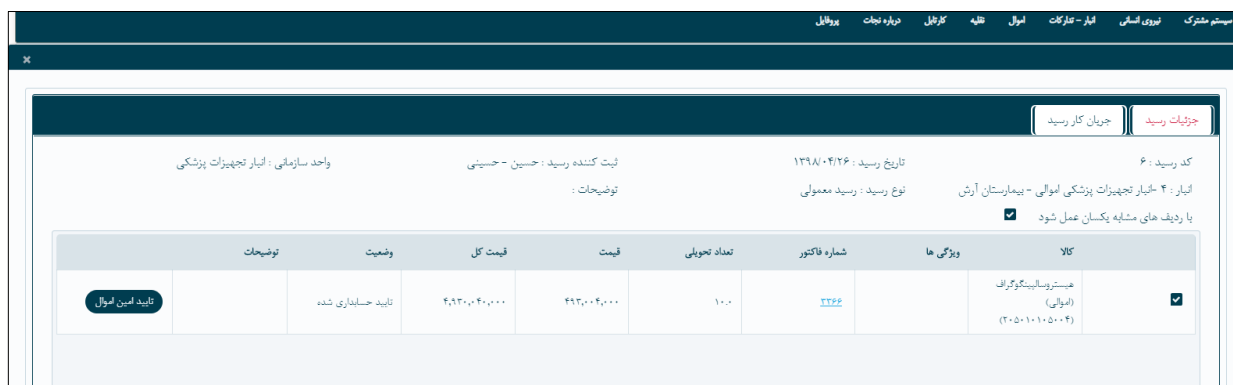 سیستم مشترک نیروی انسانی انبار - تدارکات اموال نقلیه کارتابل درباره نجات پروفایل
×
جزئیات رسید جریان کار رسید
کد رسید : ۶ تاریخ رسید : ۱۳۹۸/۰۴/۲۶ ثبت کننده رسید : حسین - حسینی واحد سازمانی : انبار تجهیزات پزشکی
انبار : ۴ -انبار تجهیزات پزشکی اموالی - بیمارستان آرش نوع رسید : رسید معمولی توضیحات :
با ردیف های مشابه یکسان عمل شود
کالا ویژگی ها شماره فاکتور تعداد تحویلی قیمت قیمت کل وضعیت توضیحات
هیستروسالپینگوگراف
(اموالی)
(۲۰۵۰۱۰۱۰۵۰۰۴)
۳۳۶۶ ۱۰.۰ ۴۹۳,۰۰۴,۰۰۰ ۴,۹۳۰,۰۴۰,۰۰۰ تایید حسابداری شده تایید امین اموال